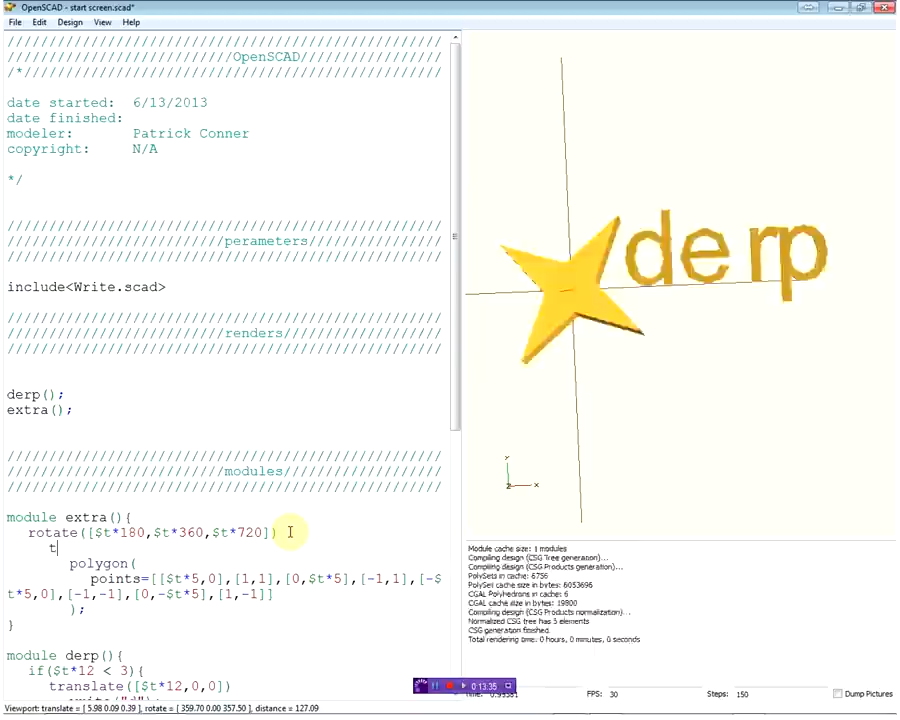 OpenSCAD - start screen.scad*
File Edit Design View Help
////////////////////////////////////////////////
/////////////////////////OpenSCAD/////////////////
/*//////////////////////////////////////////////
date started: 6/13/2013
date finished:
modeler: Patrick Conner
copyright: N/A
*/
////////////////////////////////////////////////
////////////////////////perameters///////////////
////////////////////////////////////////////////
include<Write.scad>
////////////////////////////////////////////////
////////////////////////renders//////////////////
////////////////////////////////////////////////
derp();
extra();
////////////////////////////////////////////////
////////////////////////modules//////////////////
////////////////////////////////////////////////
module extra(){
rotate([$t*180,$t*360,$t*720])
t
polygon(
points=[[$t*5,0],[1,1],[0,$t*5],[-1,1],[-$
t*5,0],[-1,-1],[0,-$t*5],[1,-1]]
);
}
module derp(){
if($t*12 < 3){
translate([$t*12,0,0])
derp
y
z x
Module cache size: 1 modules
Compiling design (CSG Tree generation)...
Compiling design (CSG Products generation)...
PolySets in cache: 6756
PolySet cache size in bytes: 6053696
CGAL Polyhedrons in cache: 6
CGAL cache size in bytes: 19800
Compiling design (CSG Products normalization)...
Normalized CSG tree has 5 elements
CSG generation finished.
Total rendering time: 0 hours, 0 minutes, 0 seconds
0:13:35
FPS: 30 Steps: 150 Dump Pictures
Viewport: translate = [ 5.98 0.09 0.39 ], rotate = [ 359.70 0.00 357.50 ], distance = 127.09